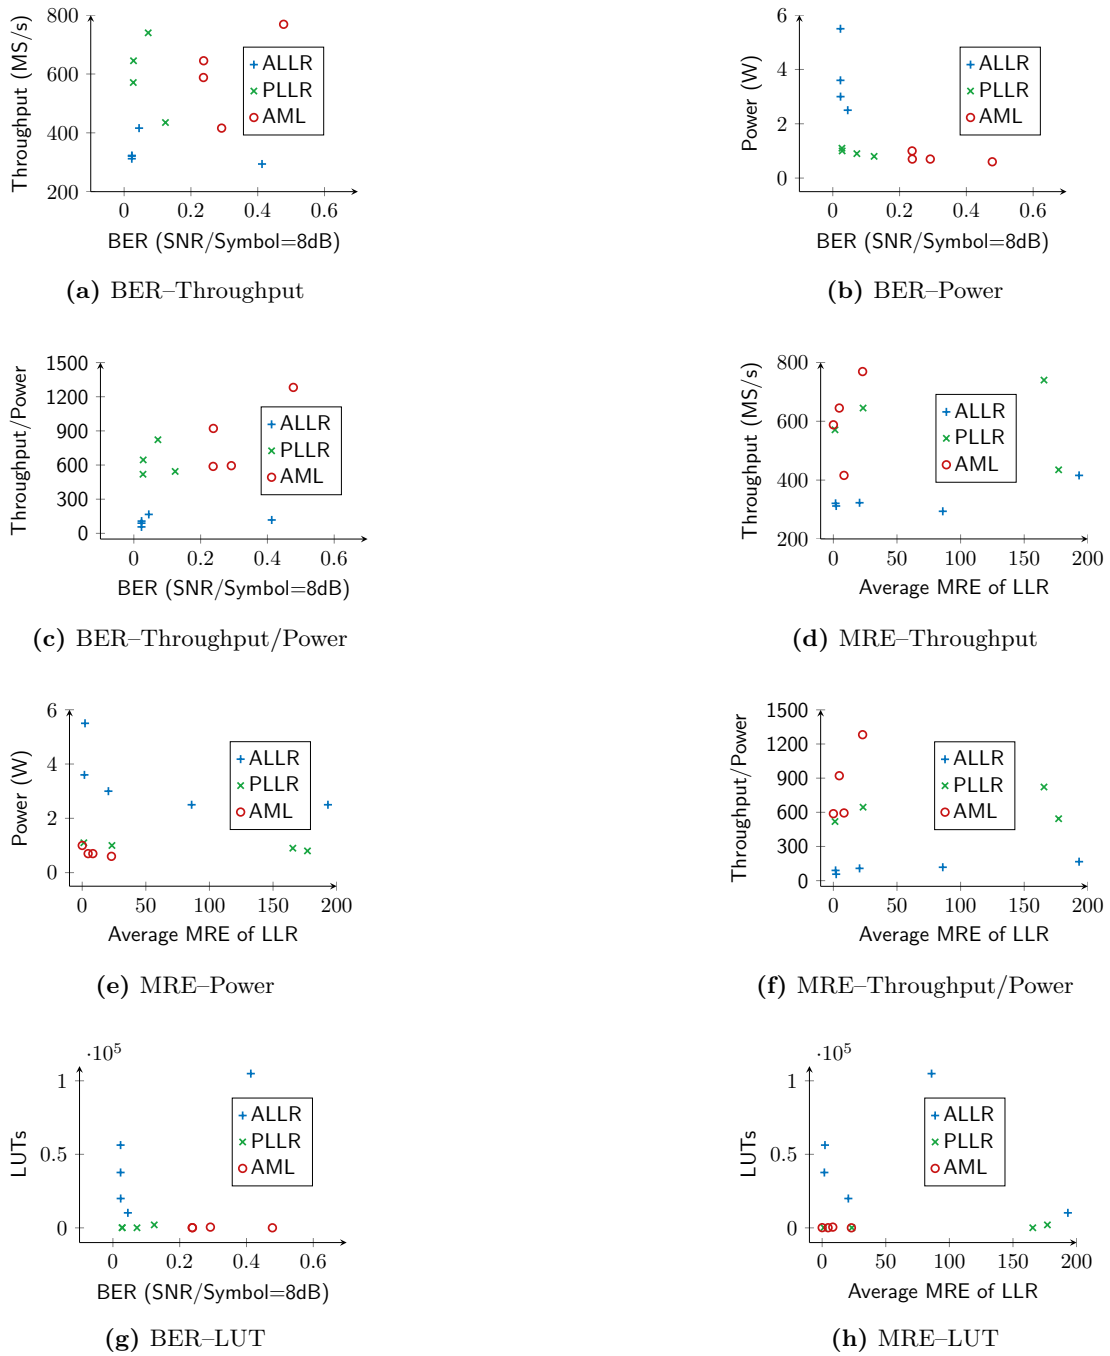 800
600
400
200
Throughput (MS/s)
0 0.2 0.4 0.6
BER (SNR/Symbol=8dB)
ALLR
PLLR
AML
(a) BER–Throughput
6
4
2
0
Power (W)
0 0.2 0.4 0.6
BER (SNR/Symbol=8dB)
ALLR
PLLR
AML
(b) BER–Power
1500
1200
900
600
300
0
Throughput/Power
0 0.2 0.4 0.6
BER (SNR/Symbol=8dB)
ALLR
PLLR
AML
(c) BER–Throughput/Power
800
600
400
200
Throughput (MS/s)
0 50 100 150 200
Average MRE of LLR
ALLR
PLLR
AML
(d) MRE–Throughput
6
4
2
0
Power (W)
0 50 100 150 200
Average MRE of LLR
ALLR
PLLR
AML
(e) MRE–Power
1500
1200
900
600
300
0
Throughput/Power
0 50 100 150 200
Average MRE of LLR
ALLR
PLLR
AML
(f) MRE–Throughput/Power
·10⁵
1
0.5
0
LUTs
0 0.2 0.4 0.6
BER (SNR/Symbol=8dB)
ALLR
PLLR
AML
(g) BER–LUT
·10⁵
1
0.5
0
LUTs
0 50 100 150 200
Average MRE of LLR
ALLR
PLLR
AML
(h) MRE–LUT